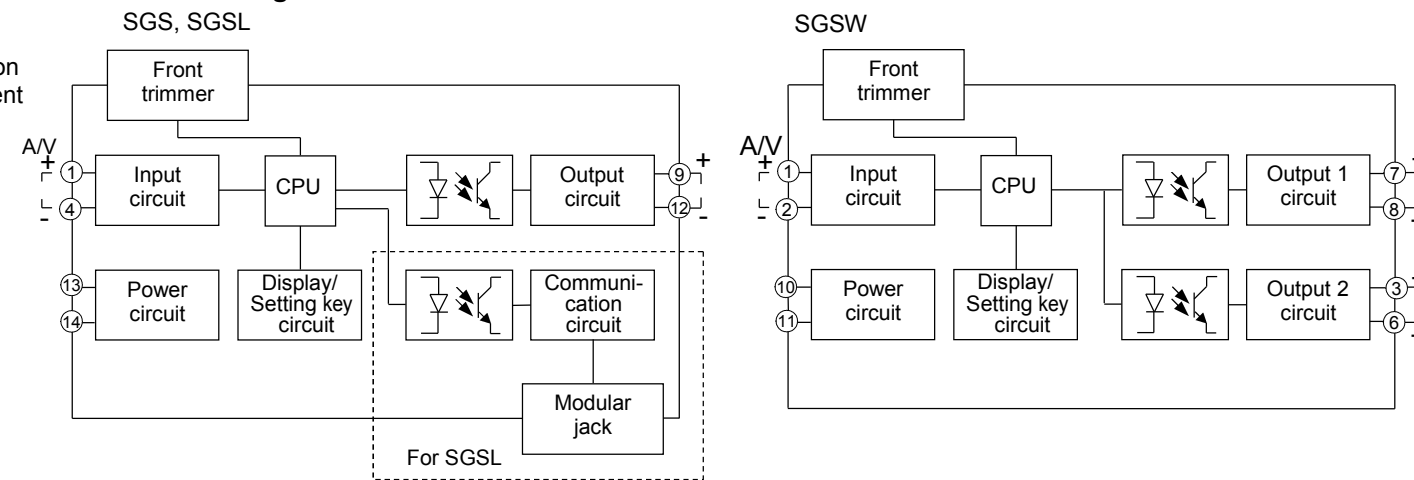 SGS, SGSL
Front
trimmer
A/V
+
-
1
4
Input
circuit
CPU
Output
circuit
9
+
12
-
13
14
Power
circuit
Display/
Setting key
circuit
Communi-
cation
circuit
Modular
jack
For SGSL
SGSW
Front
trimmer
A/V
+
-
1
2
Input
circuit
CPU
Output 1
circuit
7
8
10
11
Power
circuit
Display/
Setting key
circuit
Output 2
circuit
3
6